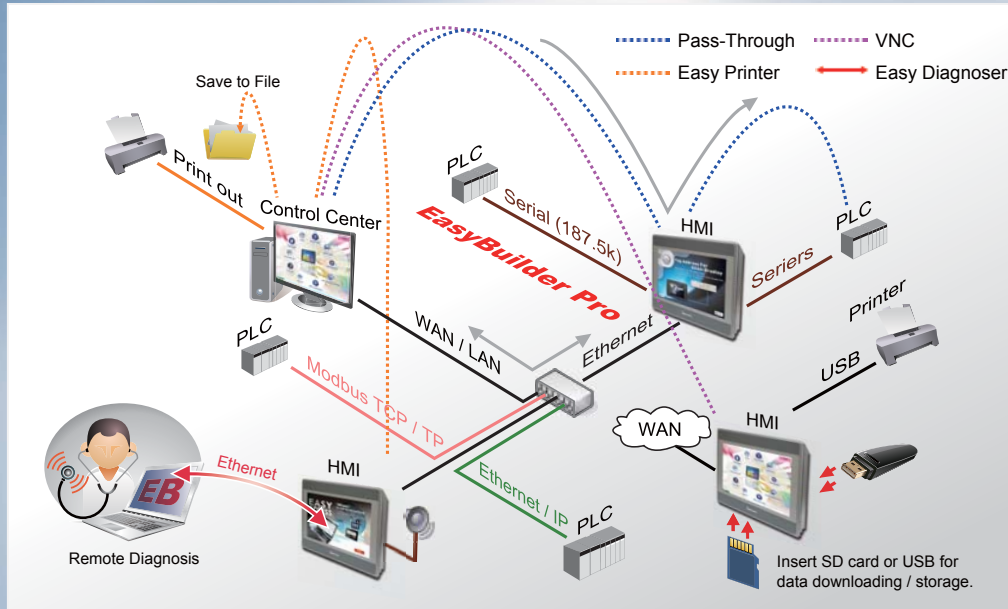 Pass-Through
VNC
Easy Printer
Easy Diagnoser
Save to File
Print out
Control Center
PLC
Serial (187.5k)
HMI
PLC
EasyBuilder Pro
Seriers
Printer
PLC
WAN / LAN
Ethernet
USB
Modbus TCP / TP
WAN
HMI
EB
Ethernet
HMI
EASY
Ethernet / IP
PLC
Remote Diagnosis
Insert SD card or USB for
data downloading / storage.